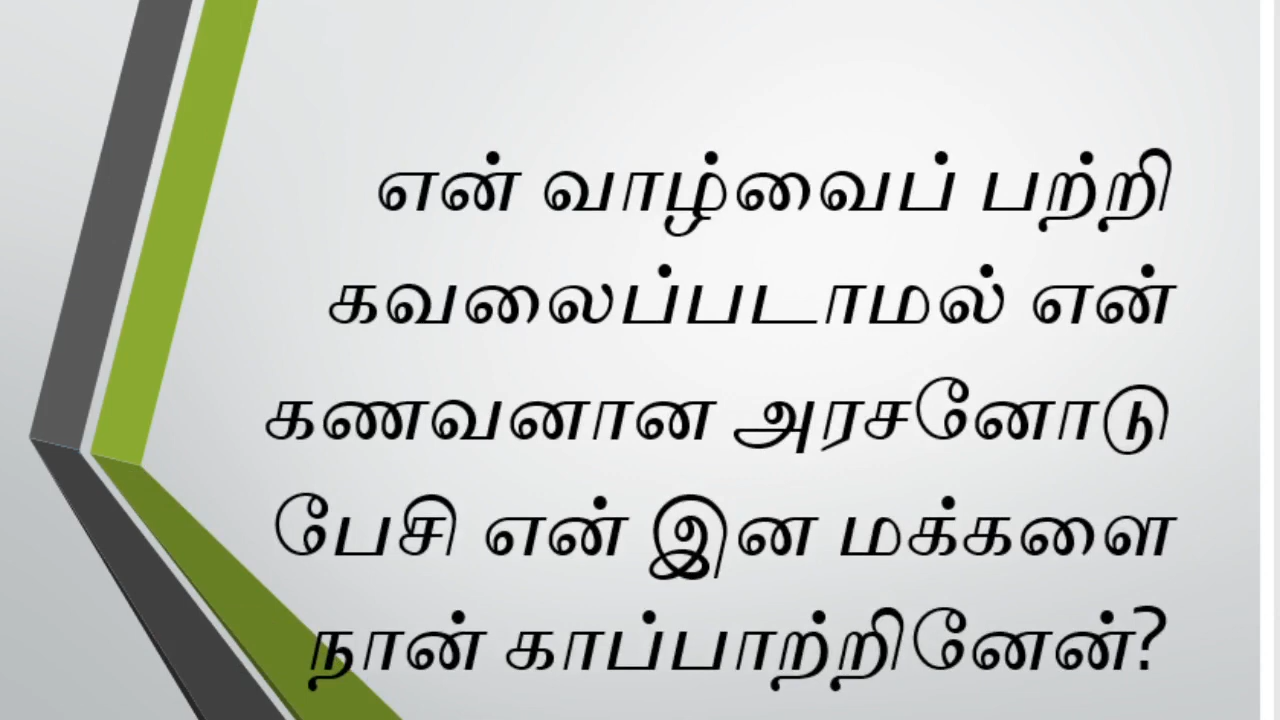 என் வாழ்வைப் பற்றி
கவலைப்படாமல் என்
கணவனான அரசனோடு
பேசி என் இன மக்களை
நான் காப்பாற்றினேன்?